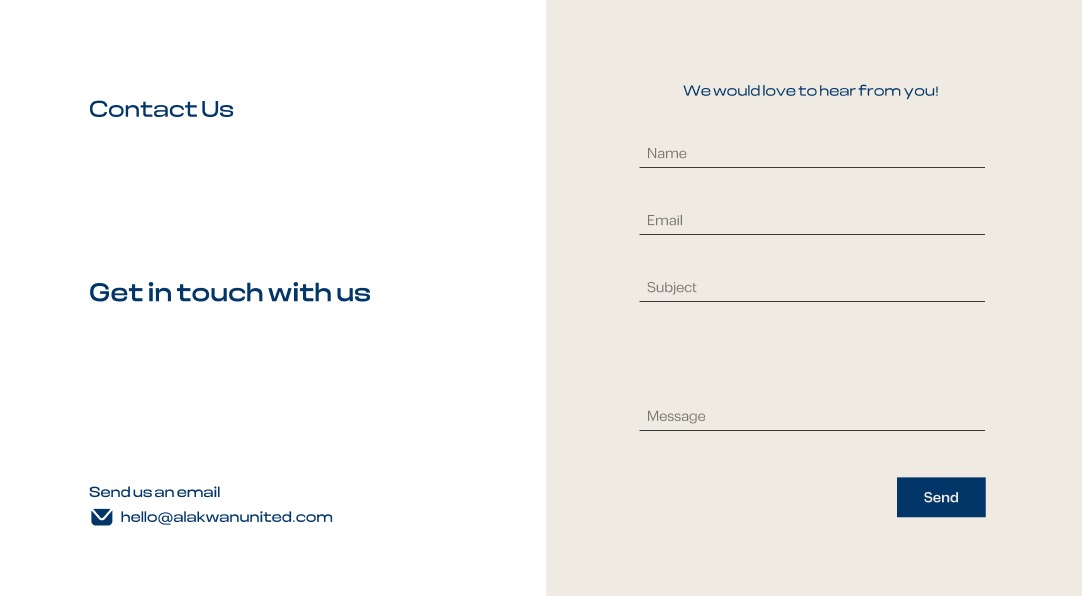 Contact Us
Get in touch with us
Send us an email
hello@alakwanunited.com
We would love to hear from you!
Name
Email
Subject
Message
Send